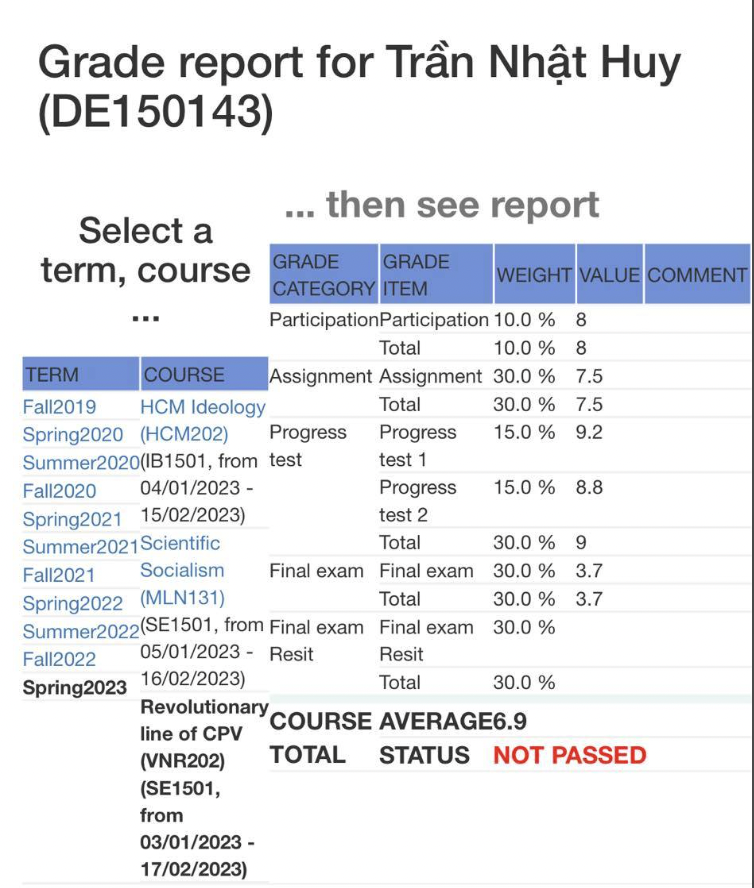 Grade report for Trần Nhật Huy
(DE150143)
Select a
term, course
...
TERM COURSE
Fall2019
Spring2020
Summer2020
Fall2020
Spring2021
Summer2021
Fall2021
Spring2022
Summer2022
Fall2022
Spring2023
HCM Ideology
(HCM202)
(IB1501, from
04/01/2023 -
15/02/2023)
Scientific
Socialism
(MLN131)
(SE1501, from
05/01/2023 -
16/02/2023)
Revolutionary
line of CPV
(VNR202)
(SE1501,
from
03/01/2023 -
17/02/2023)
... then see report
GRADE CATEGORY GRADE ITEM WEIGHT VALUE COMMENT
Participation Participation 10.0 % 8
Total 10.0 % 8
Assignment Assignment 30.0 % 7.5
Total 30.0 % 7.5
Progress Progress 15.0 % 9.2
test test 1
Progress 15.0 % 8.8
test 2
Total 30.0 % 9
Final exam Final exam 30.0 % 3.7
Total 30.0 % 3.7
Final exam Final exam 30.0 %
Resit Resit
Total 30.0 %
COURSE AVERAGE 6.9
TOTAL STATUS NOT PASSED